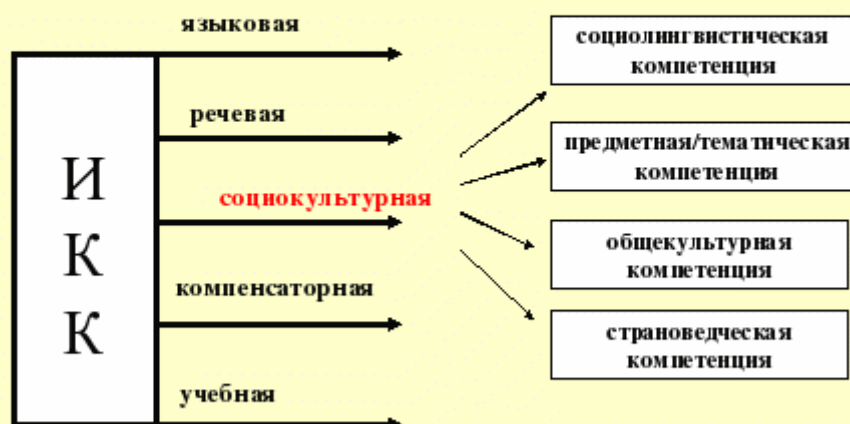 языковая
речевая
социокультурная
компенсаторная
учебная
И
К
К
социолингвистическая
компетенция
предметная/тематическая
компетенция
общекультурная
компетенция
страноведческая
компетенция